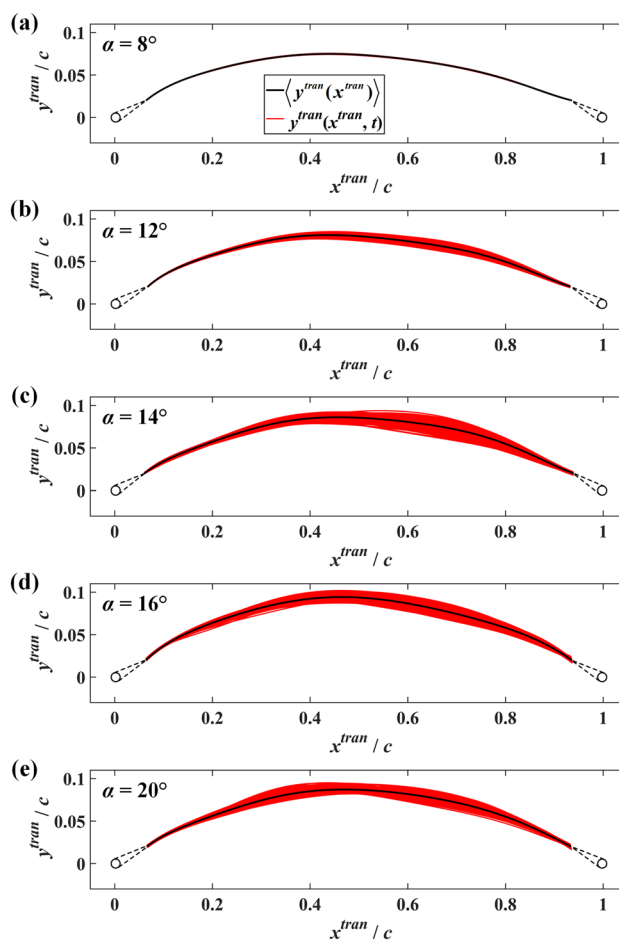 (a)
α = 8°
0.1
0.05
0
y^tran / c
⟨y^tran(x^tran)⟩
y^tran(x^tran, t)
0 0.2 0.4 0.6 0.8 1
x^tran / c
(b)
α = 12°
0.1
0.05
0
y^tran / c
0 0.2 0.4 0.6 0.8 1
x^tran / c
(c)
α = 14°
0.1
0.05
0
y^tran / c
0 0.2 0.4 0.6 0.8 1
x^tran / c
(d)
α = 16°
0.1
0.05
0
y^tran / c
0 0.2 0.4 0.6 0.8 1
x^tran / c
(e)
α = 20°
0.1
0.05
0
y^tran / c
0 0.2 0.4 0.6 0.8 1
x^tran / c